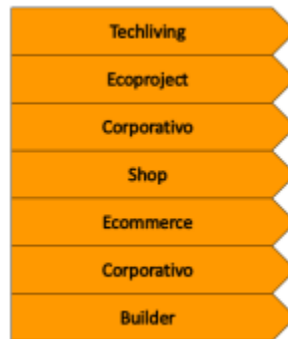 Techliving
Ecoproject
Corporativo
Shop
Ecommerce
Corporativo
Builder